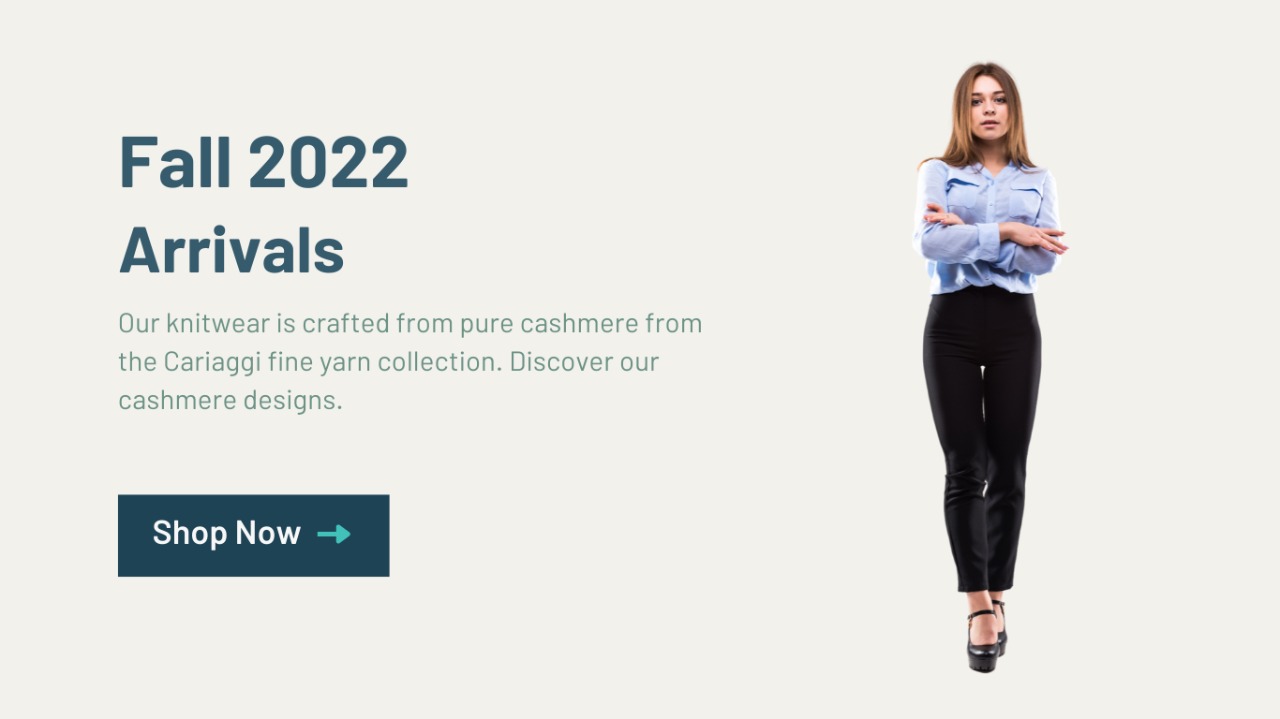 Fall 2022
Arrivals
Our knitwear is crafted from pure cashmere from
the Cariaggi fine yarn collection. Discover our
cashmere designs.
Shop Now